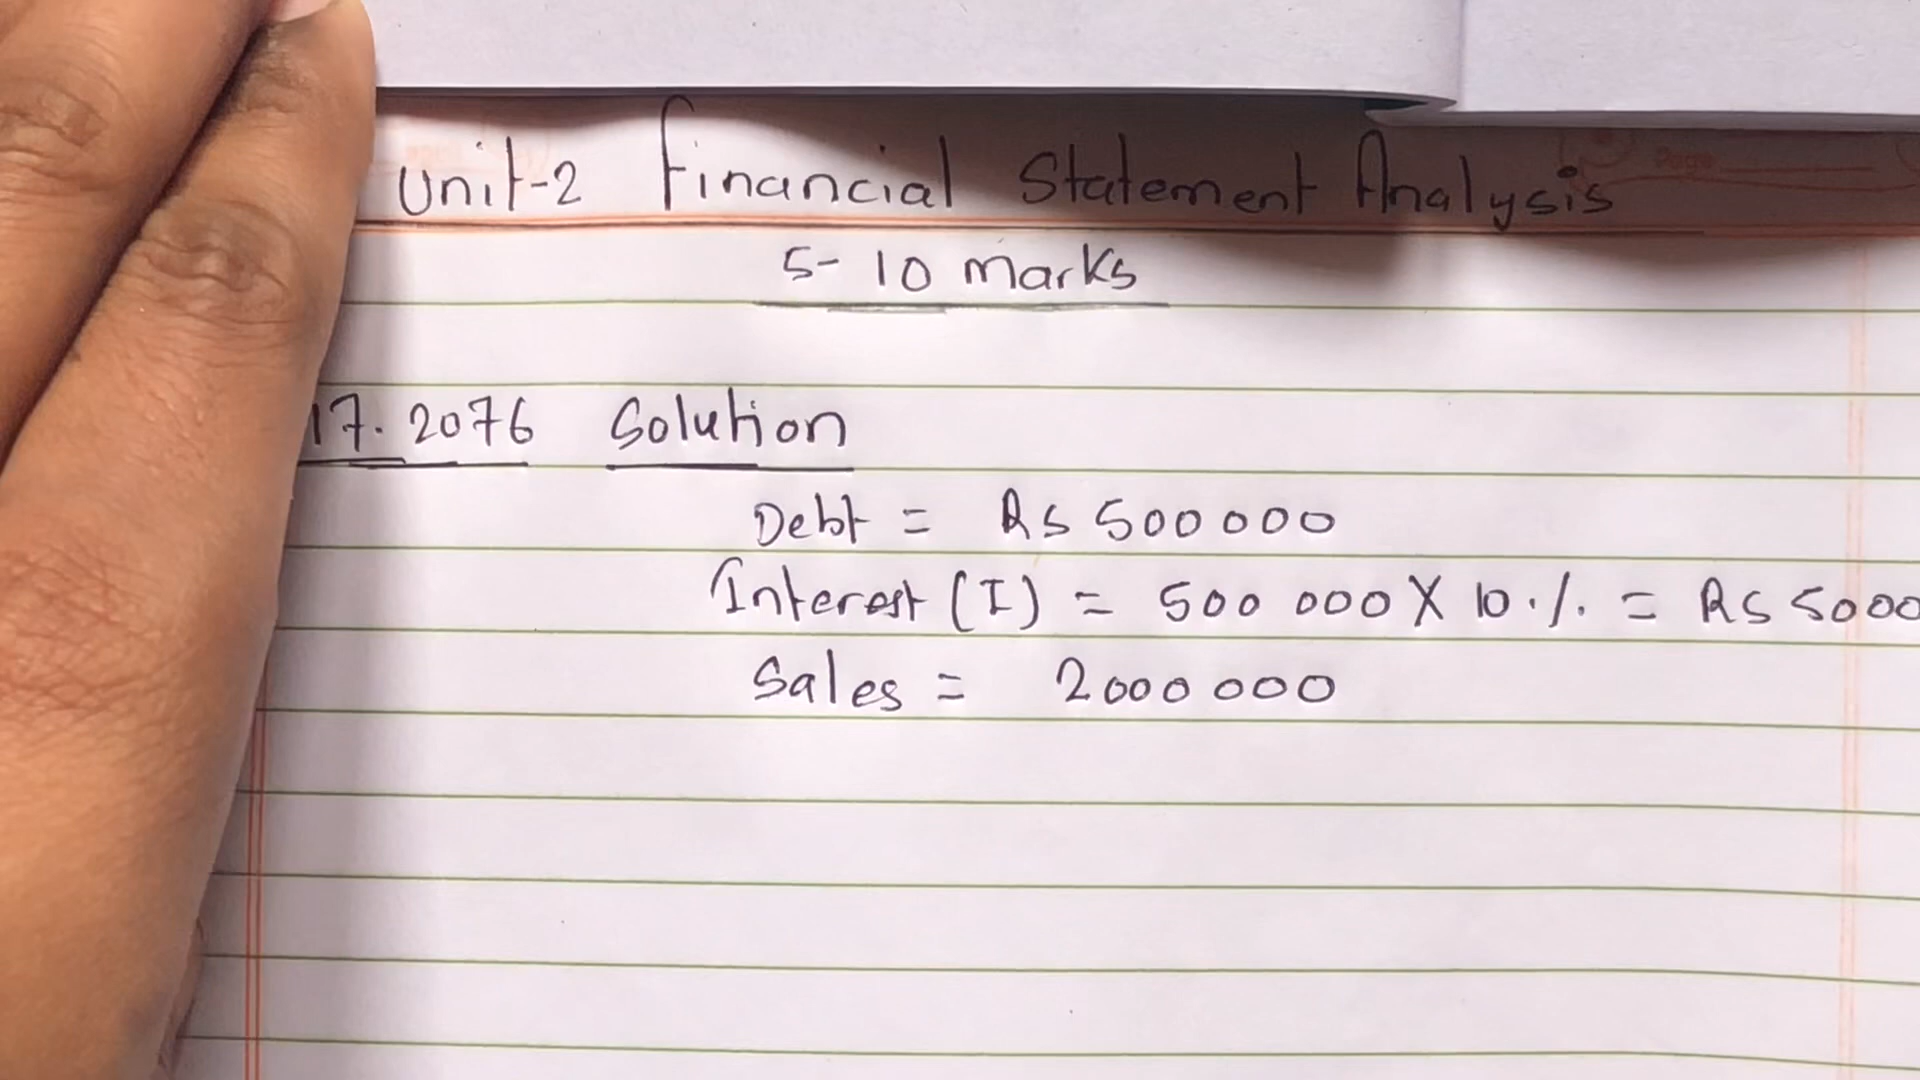 Unit-2 Financial Statement Analysis
5-10 marks
17. 2076 Solution
Debt = Rs 500000
Interest (I) = 500 000 X 10 % = Rs 5000
Sales = 2000000